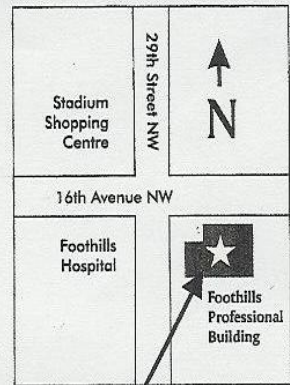 Stadium
Shopping
Centre
29th Street NW
N
16th Avenue NW
Foothills
Hospital
Foothills
Professional
Building